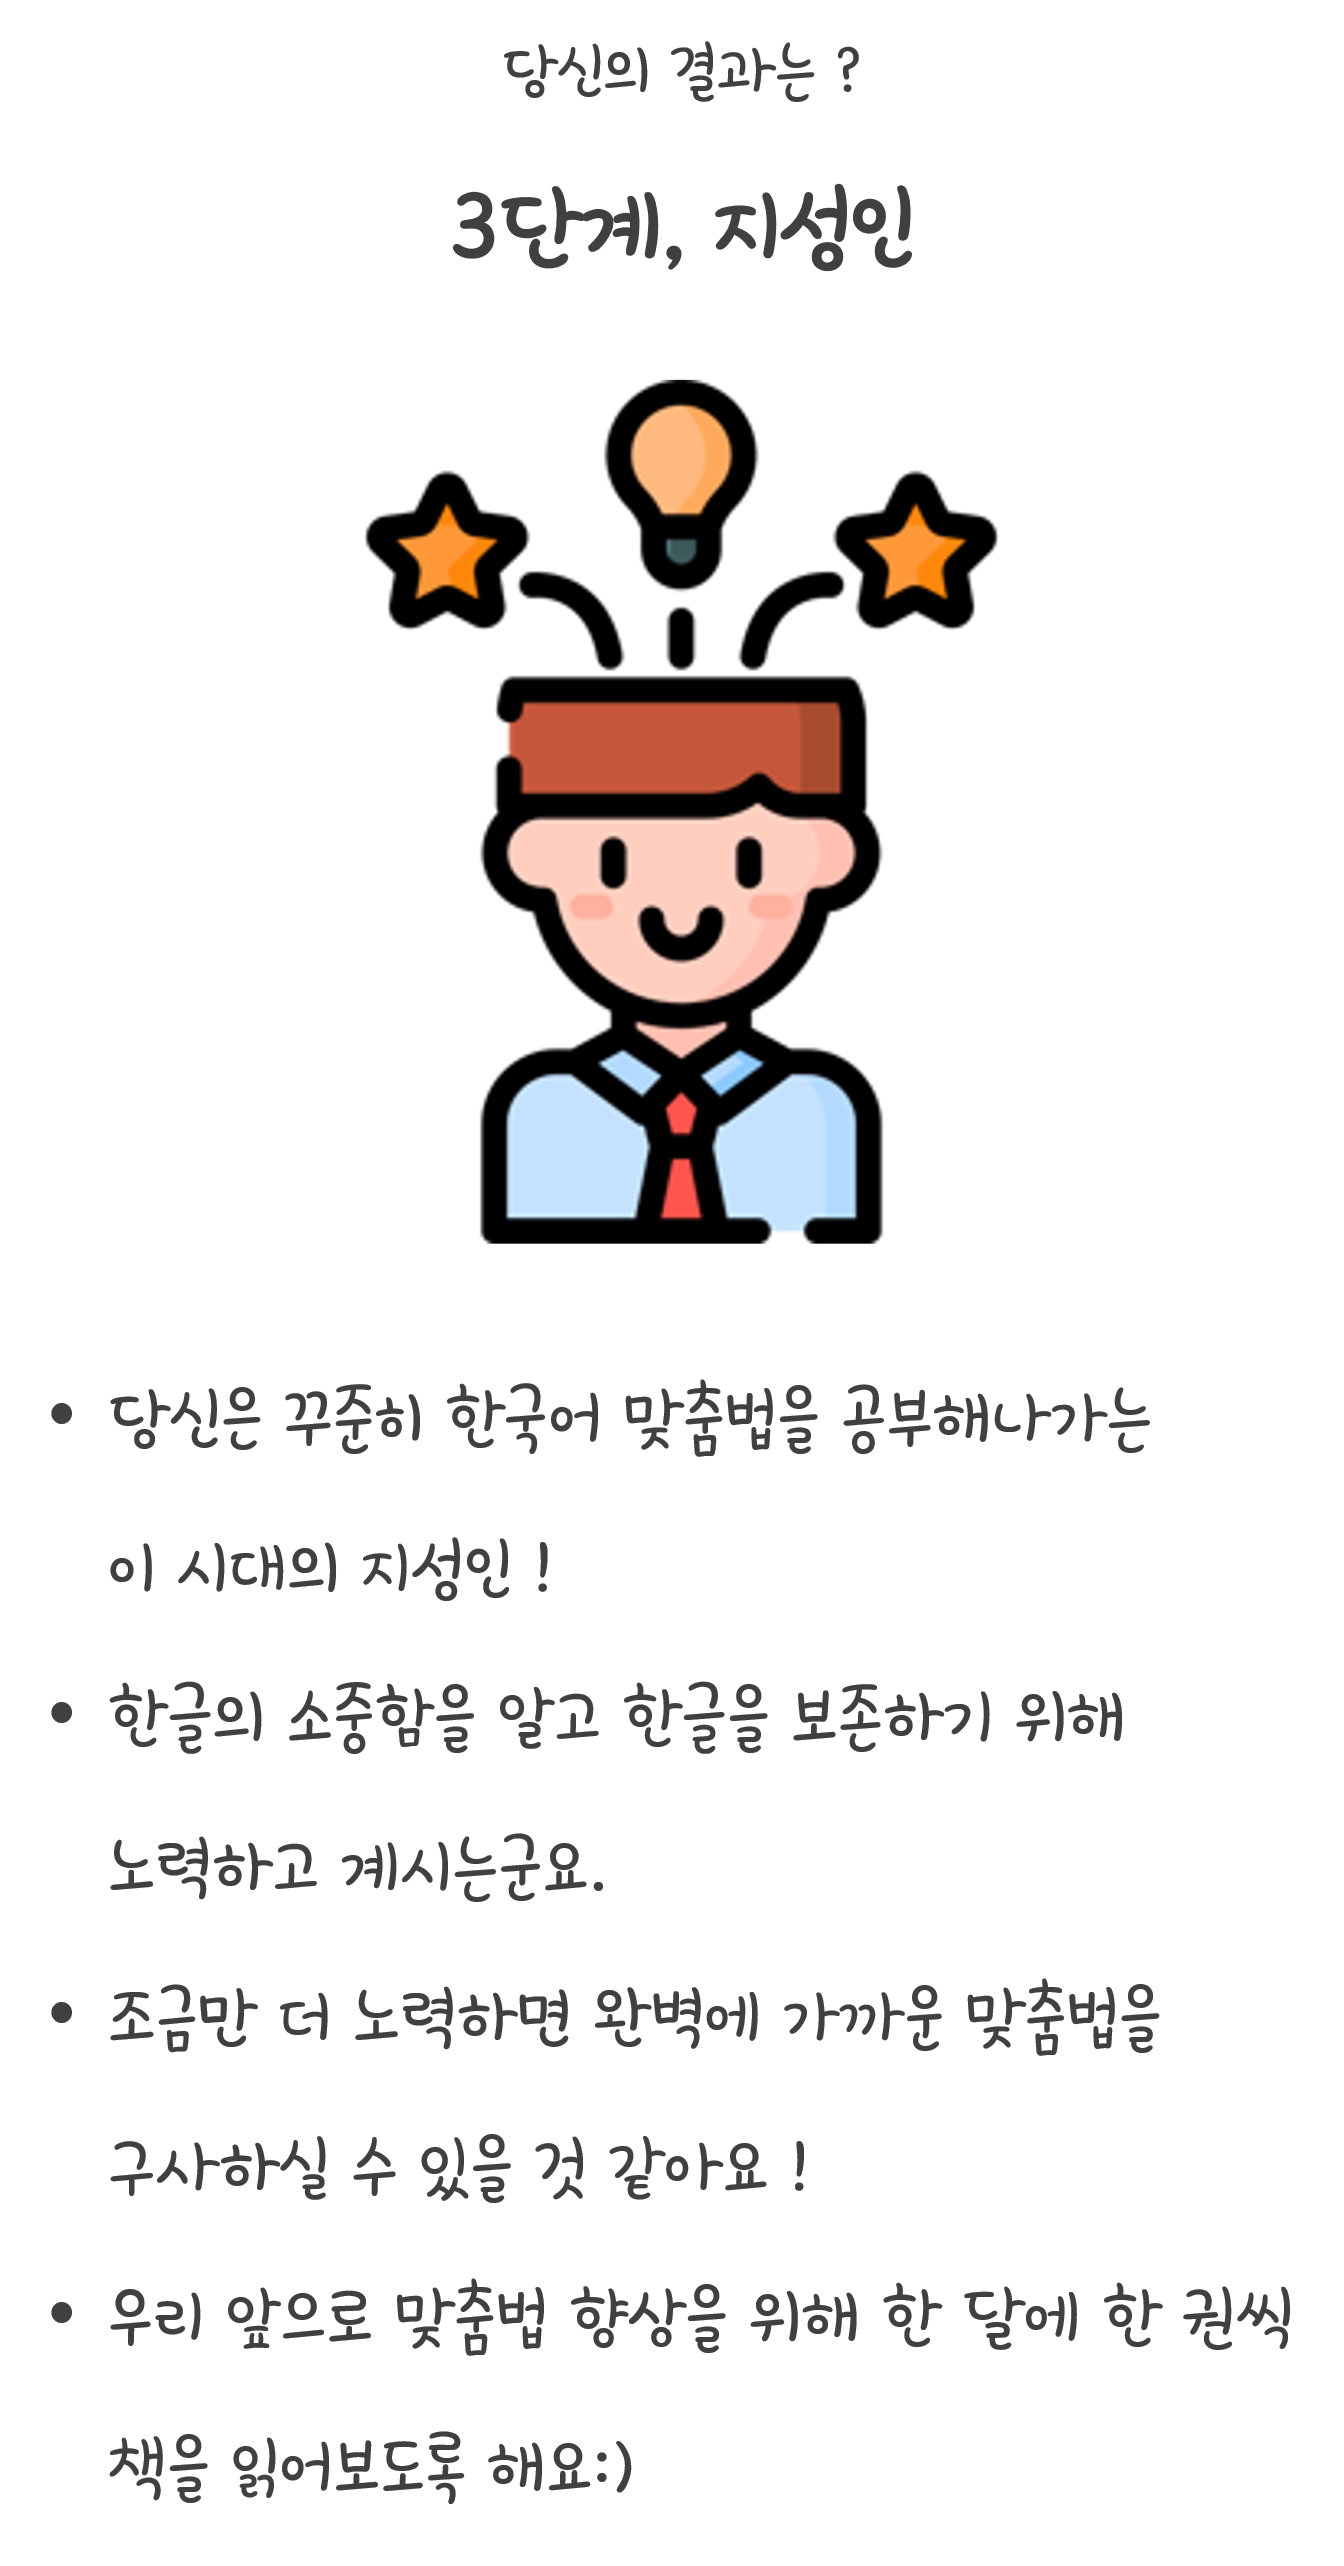 당신의 결과는 ?
3단계, 지성인
• 당신은 꾸준히 한국어 맞춤법을 공부해나가는
이 시대의 지성인 !
• 한글의 소중함을 알고 한글을 보존하기 위해
노력하고 계시는군요.
• 조금만 더 노력하면 완벽에 가까운 맞춤법을
구사하실 수 있을 것 같아요 !
• 우리 앞으로 맞춤법 향상을 위해 한 달에 한 권씩
책을 읽어보도록 해요:)